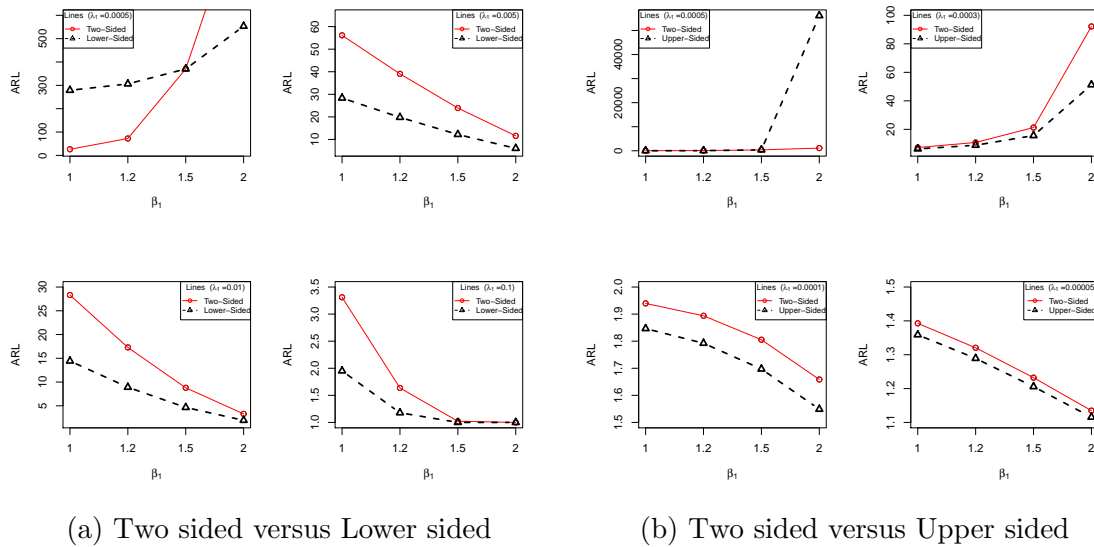 Lines (λ₁ =0.0005)
Two−Sided
Lower−Sided
ARL
0
100
300
500
1
1.2
1.5
2
β₁
Lines (λ₁ =0.005)
Two−Sided
Lower−Sided
ARL
10
20
30
40
50
60
1
1.2
1.5
2
β₁
Lines (λ₁ =0.0005)
Two−Sided
Upper−Sided
ARL
0
20000
40000
1
1.2
1.5
2
β₁
Lines (λ₁ =0.0003)
Two−Sided
Upper−Sided
ARL
20
40
60
80
100
1
1.2
1.5
2
β₁
Lines (λ₁ =0.01)
Two−Sided
Lower−Sided
ARL
5
10
15
20
25
30
1
1.2
1.5
2
β₁
Lines (λ₁ =0.1)
Two−Sided
Lower−Sided
ARL
1.0
1.5
2.0
2.5
3.0
3.5
1
1.2
1.5
2
β₁
Lines (λ₁ =0.0001)
Two−Sided
Upper−Sided
ARL
1.5
1.6
1.7
1.8
1.9
2.0
1
1.2
1.5
2
β₁
Lines (λ₁ =0.00005)
Two−Sided
Upper−Sided
ARL
1.1
1.2
1.3
1.4
1.5
1
1.2
1.5
2
β₁
(a) Two sided versus Lower sided
(b) Two sided versus Upper sided